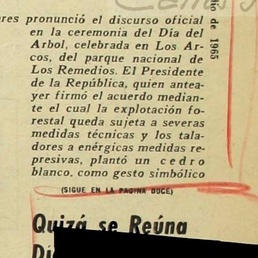 ares pronunció el discurso oficial
en la ceremonia del Día del
Arbol, celebrada en Los Ar-
cos, del parque nacional de
Los Remedios. El Presidente
de la República, quien antea-
yer firmó el acuerdo median-
te el cual la explotación fo-
restal queda sujeta a severas
medidas técnicas y los tala-
dores a enérgicas medidas re-
presivas, plantó un cedro
blanco, como gesto simbólico
(SIGUE EN LA PAGINA DOCE)
Quizá se Reúna
lio de 1965